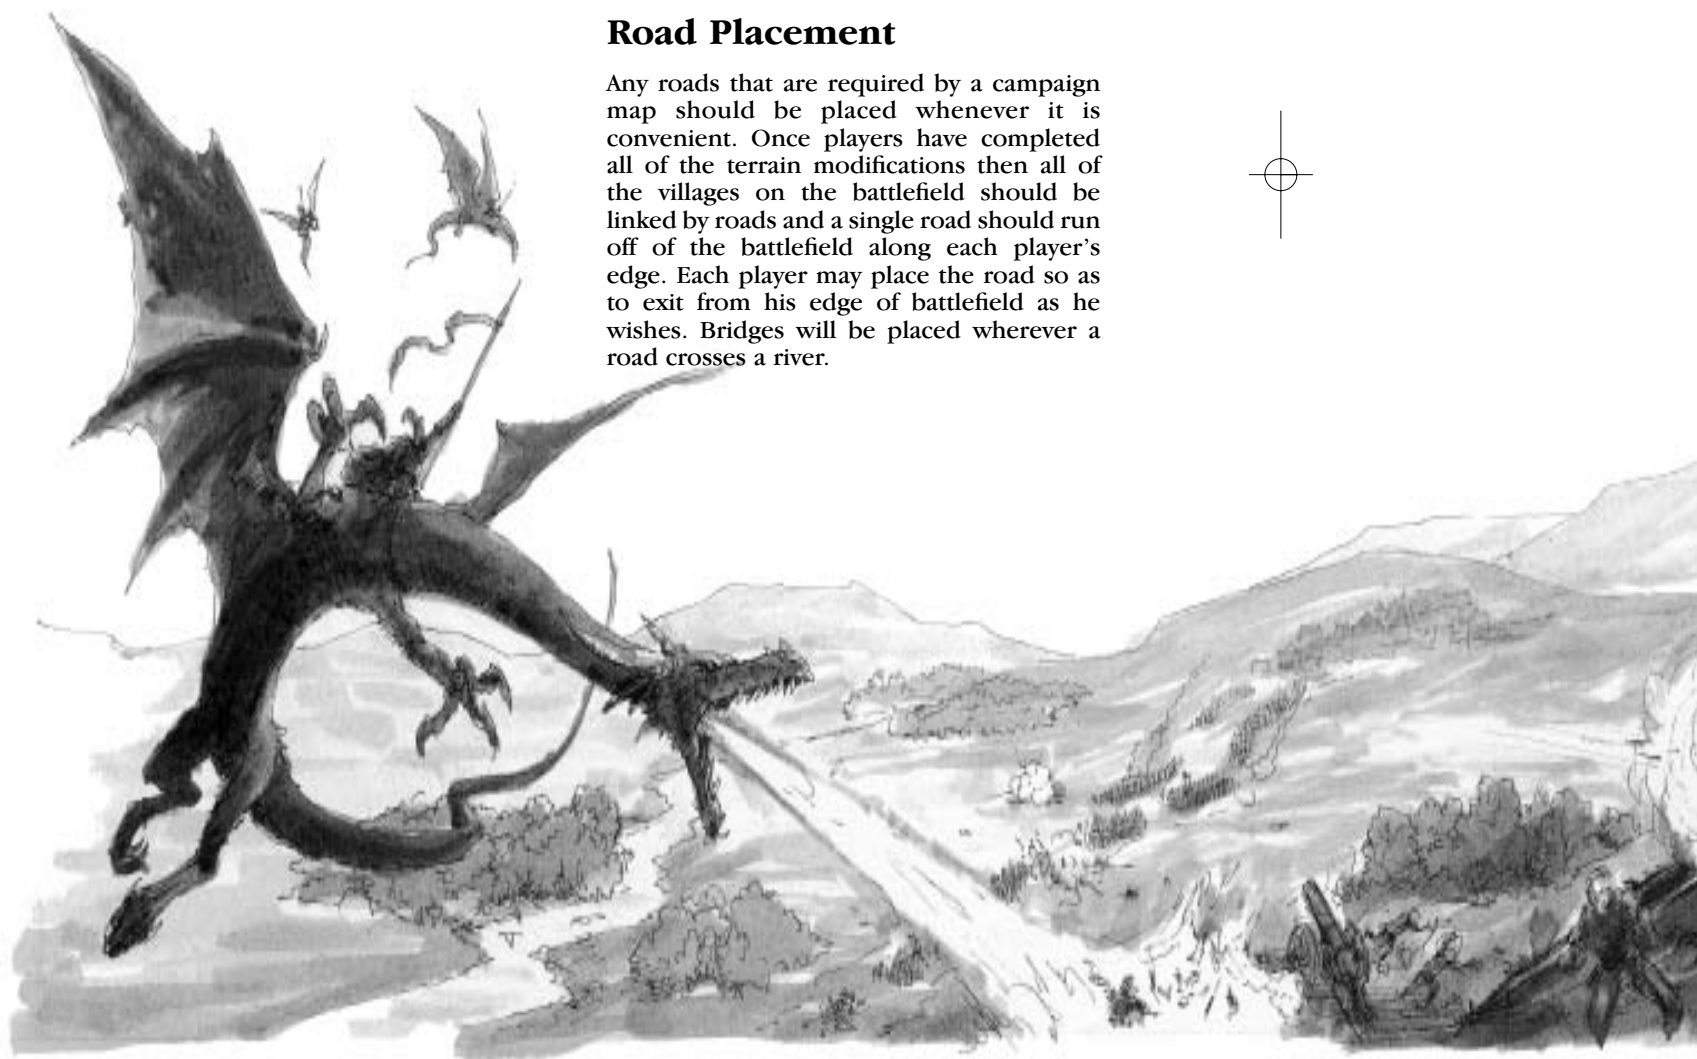 Road Placement
Any roads that are required by a campaign
map should be placed whenever it is
convenient. Once players have completed
all of the terrain modifications then all of
the villages on the battlefield should be
linked by roads and a single road should run
off of the battlefield along each player's
edge. Each player may place the road so as
to exit from his edge of battlefield as he
wishes. Bridges will be placed wherever a
road crosses a river.